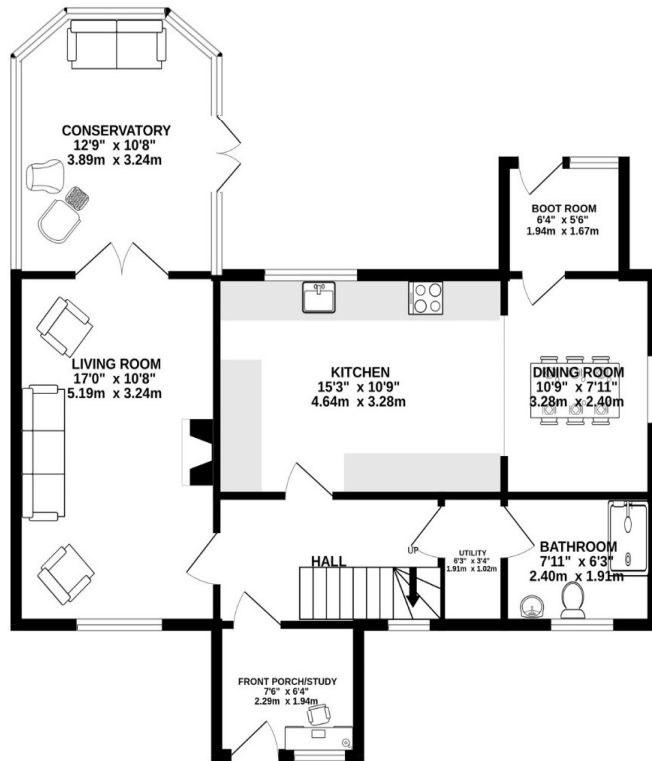 CONSERVATORY
12'9" x 10'8"
3.89m x 3.24m
BOOT ROOM
6'4" x 5'6"
1.94m x 1.67m
LIVING ROOM
17'0" x 10'8"
5.19m x 3.24m
KITCHEN
15'3" x 10'9"
4.64m x 3.28m
DINING ROOM
10'9" x 7'11"
3.28m x 2.40m
HALL
UP
UTILITY
6'3" x 3'4"
1.91m x 1.02m
BATHROOM
7'11" x 6'3"
2.40m x 1.91m
FRONT PORCH/STUDY
7'6" x 6'4"
2.29m x 1.94m